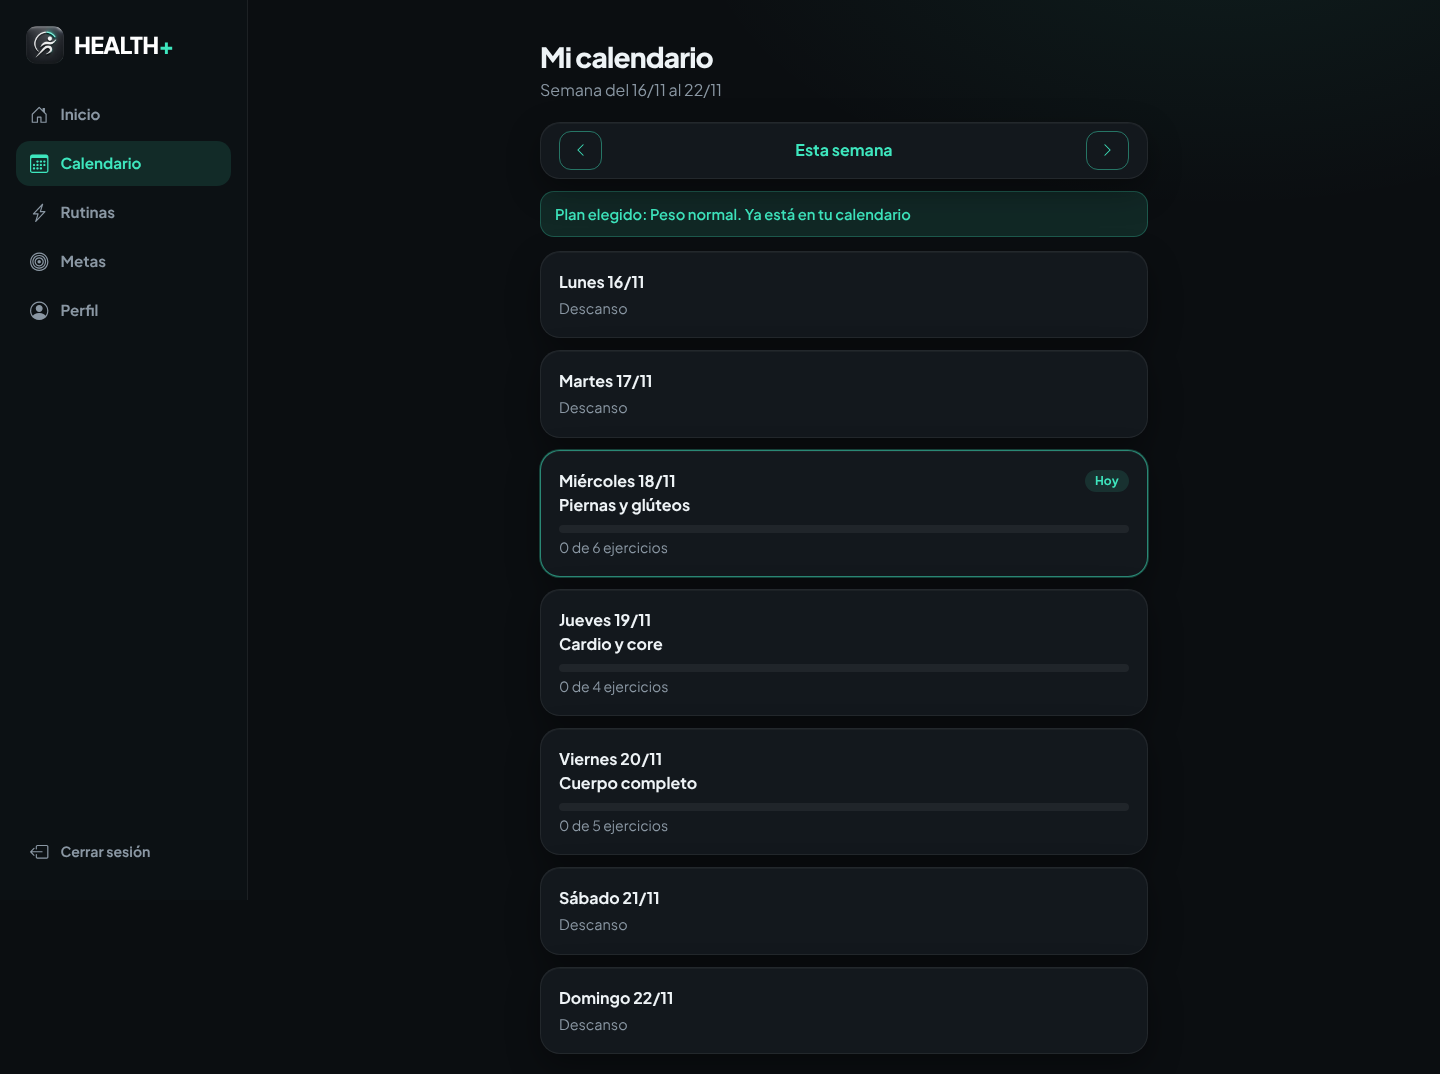 HEALTH+
Inicio
Calendario
Rutinas
Metas
Perfil
Cerrar sesión
Mi calendario
Semana del 16/11 al 22/11
Esta semana
Plan elegido: Peso normal. Ya está en tu calendario
Lunes 16/11
Descanso
Martes 17/11
Descanso
Miércoles 18/11
Hoy
Piernas y glúteos
0 de 6 ejercicios
Jueves 19/11
Cardio y core
0 de 4 ejercicios
Viernes 20/11
Cuerpo completo
0 de 5 ejercicios
Sábado 21/11
Descanso
Domingo 22/11
Descanso